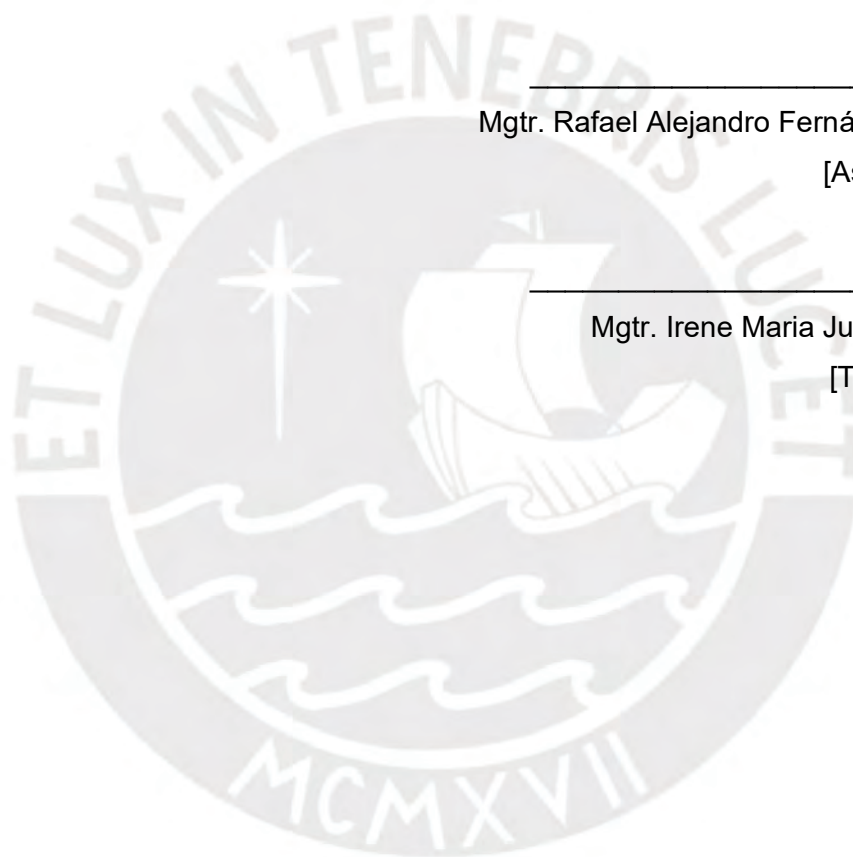 Mgtr. Rafael Alejandro Ferná
[As
Mgtr. Irene Maria Ju
[T
ET LUX IN TENEBRIS LUCET
MCMXVII